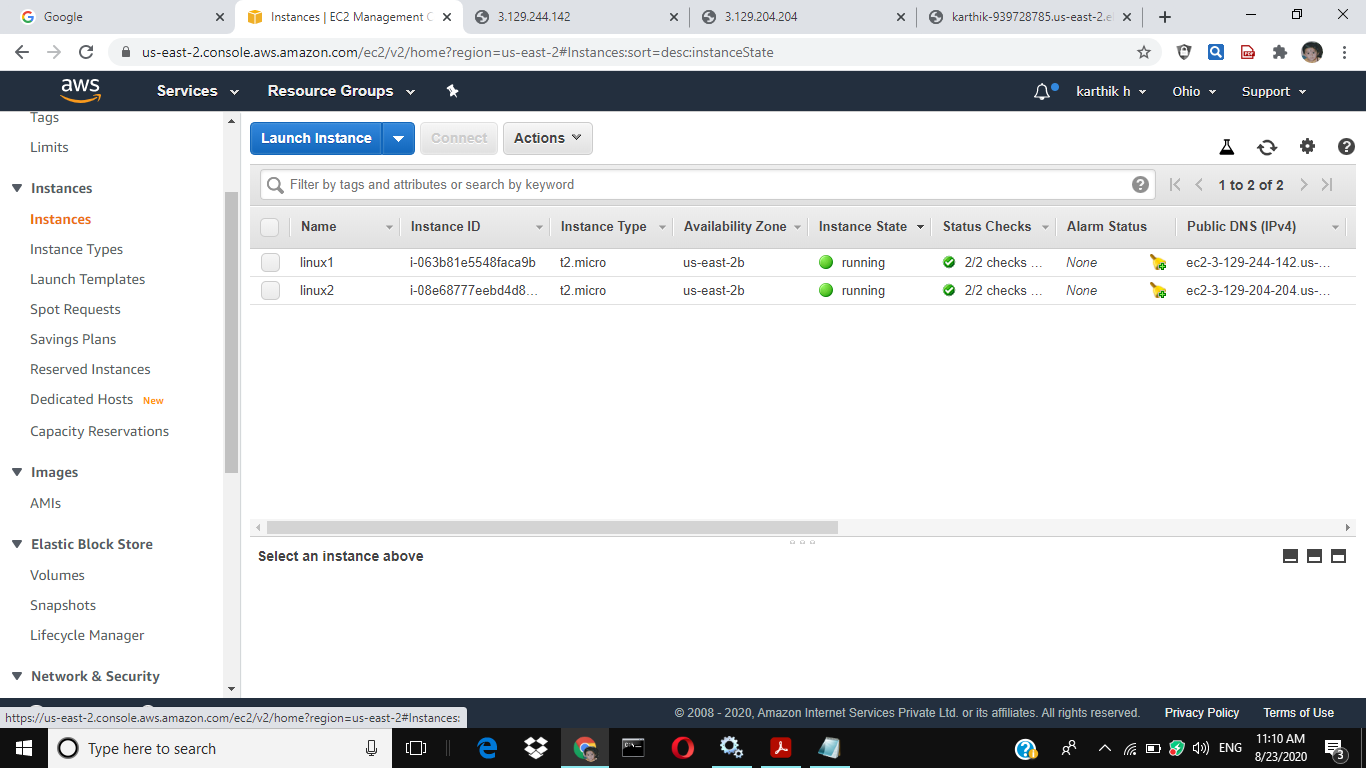 Google
Instances | EC2 Management C
3.129.244.142
3.129.204.204
karthik-939728785.us-east-2.el
us-east-2.console.aws.amazon.com/ec2/v2/home?region=us-east-2#Instances:sort=desc:instanceState
aws
Services
Resource Groups
karthik h
Ohio
Support
Tags
Limits
Instances
Instances
Instance Types
Launch Templates
Spot Requests
Savings Plans
Reserved Instances
Dedicated Hosts New
Capacity Reservations
Images
AMIs
Elastic Block Store
Volumes
Snapshots
Lifecycle Manager
Network & Security
Launch Instance
Connect
Actions
Filter by tags and attributes or search by keyword
1 to 2 of 2
Name Instance ID Instance Type Availability Zone Instance State Status Checks Alarm Status Public DNS (IPv4)
linux1 i-063b81e5548faca9b t2.micro us-east-2b running 2/2 checks ... None ec2-3-129-244-142.us-...
linux2 i-08e68777eebd4d8... t2.micro us-east-2b running 2/2 checks ... None ec2-3-129-204-204.us-...
Select an instance above
https://us-east-2.console.aws.amazon.com/ec2/v2/home?region=us-east-2#Instances:
© 2008 - 2020, Amazon Internet Services Private Ltd. or its affiliates. All rights reserved.
Privacy Policy
Terms of Use
Type here to search
ENG
11:10 AM
8/23/2020
3